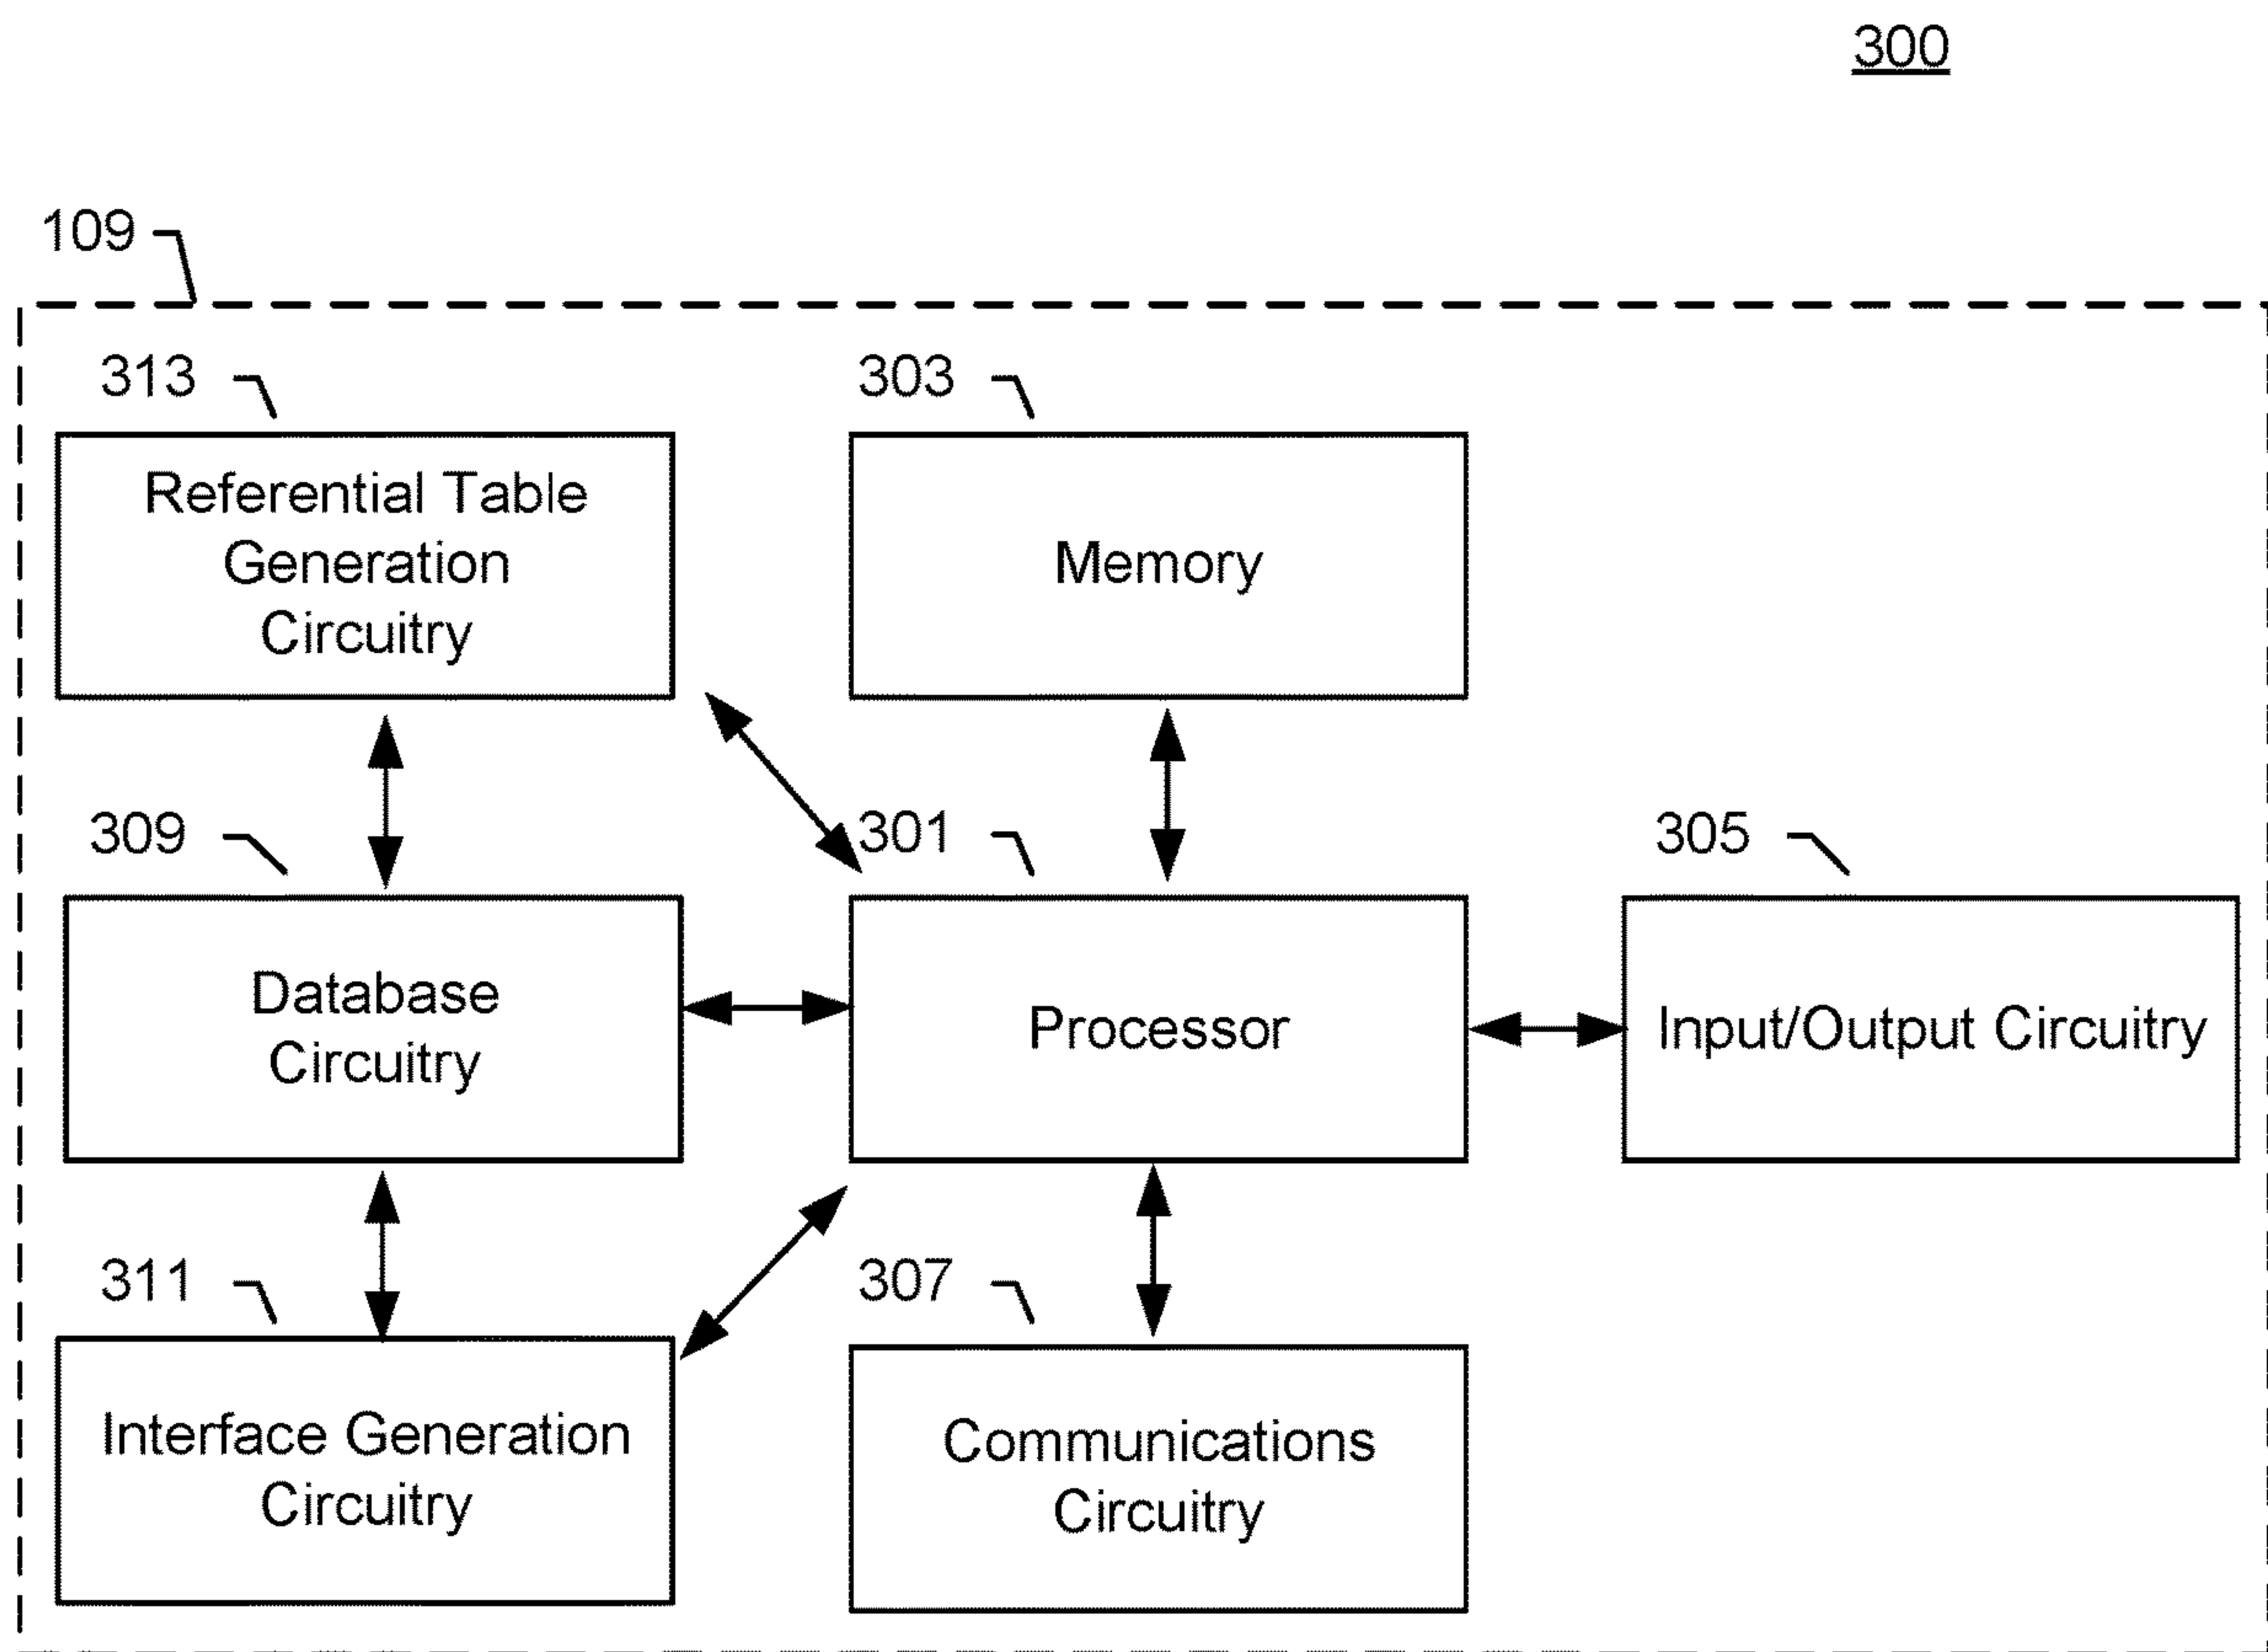 300
109
313
303
Referential Table
Generation
Circuitry
Memory
309
301
305
Database
Circuitry
Processor
Input/Output Circuitry
311
307
Interface Generation
Circuitry
Communications
Circuitry